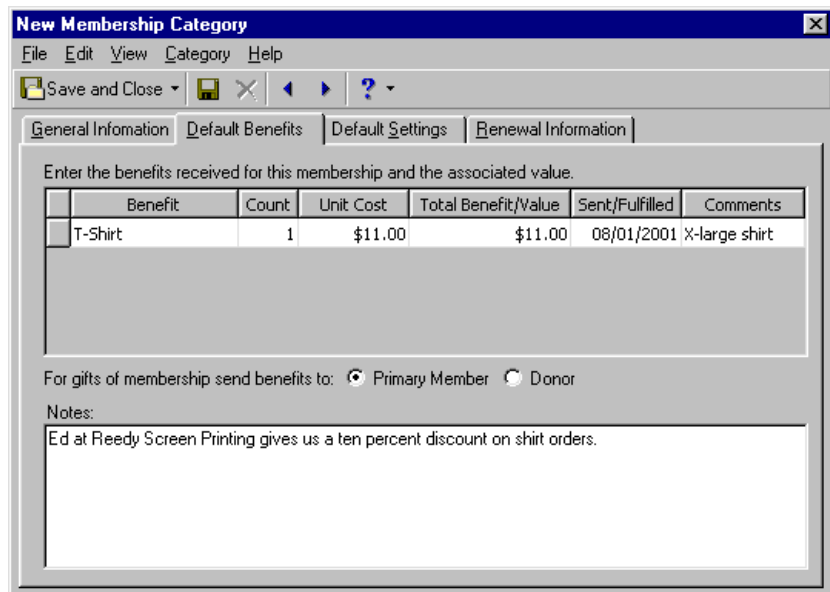 New Membership Category
File Edit View Category Help
Save and Close ?
General Infomation Default Benefits Default Settings Renewal Information
Enter the benefits received for this membership and the associated value.
Benefit Count Unit Cost Total Benefit/Value Sent/Fulfilled Comments
T-Shirt 1 $11.00 $11.00 08/01/2001 X-large shirt
For gifts of membership send benefits to: Primary Member Donor
Notes:
Ed at Reedy Screen Printing gives us a ten percent discount on shirt orders.